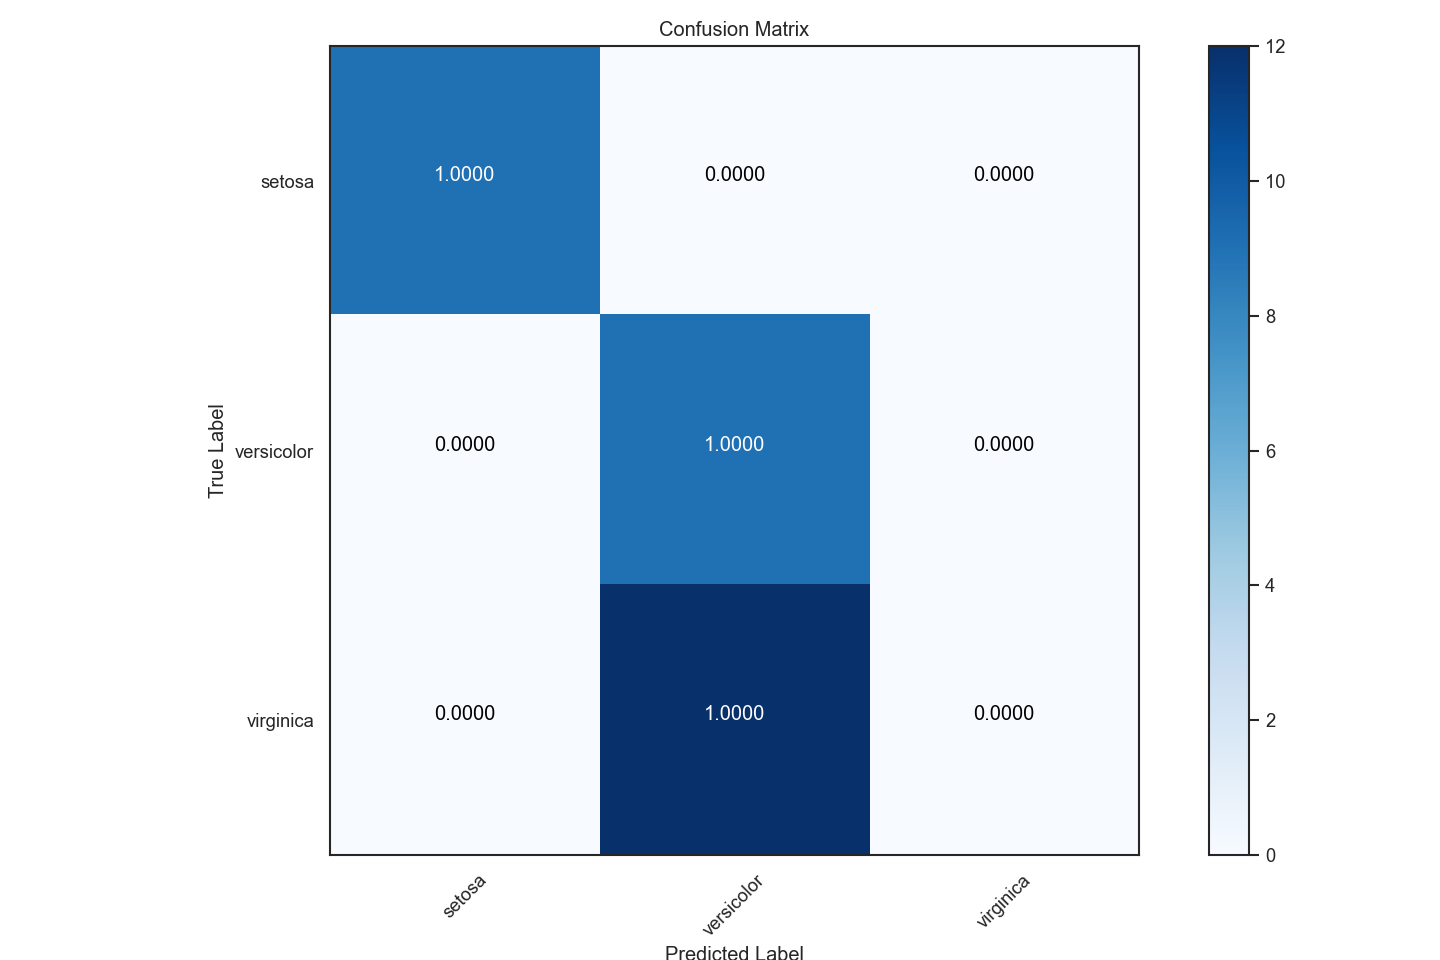 Confusion Matrix
12
10
8
6
4
2
0
True Label
setosa
versicolor
virginica
1.0000 0.0000 0.0000
0.0000 1.0000 0.0000
0.0000 1.0000 0.0000
setosa
versicolor
virginica
Predicted Label